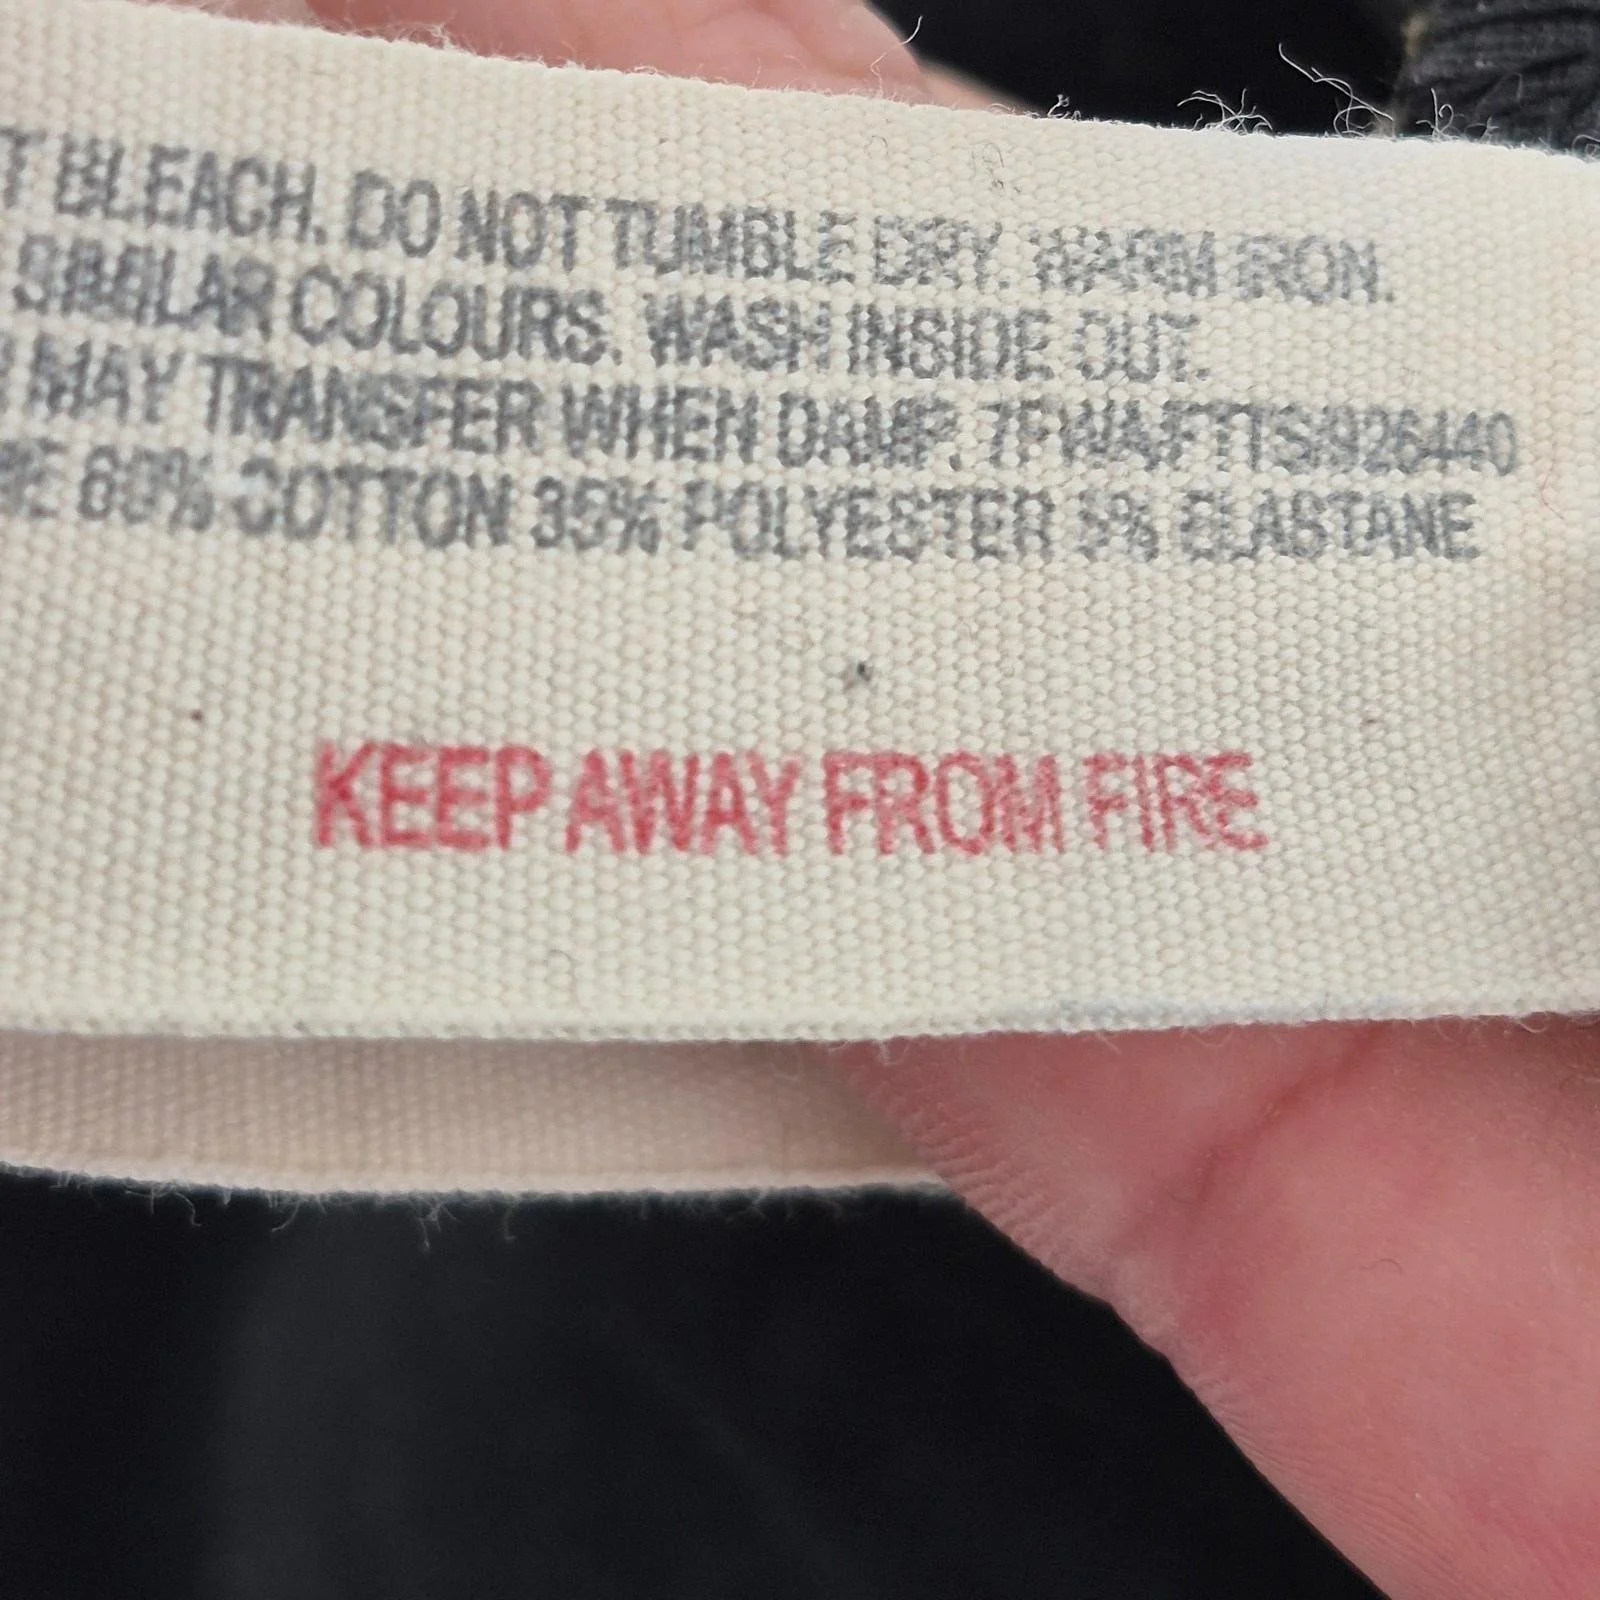 T BLEACH. DO NOT TUMBLE DRY. WARM IRON.
SIMILAR COLOURS. WASH INSIDE OUT.
MAY TRANSFER WHEN DAMP.
60% COTTON 35% POLYESTER 5% ELASTANE
KEEP AWAY FROM FIRE